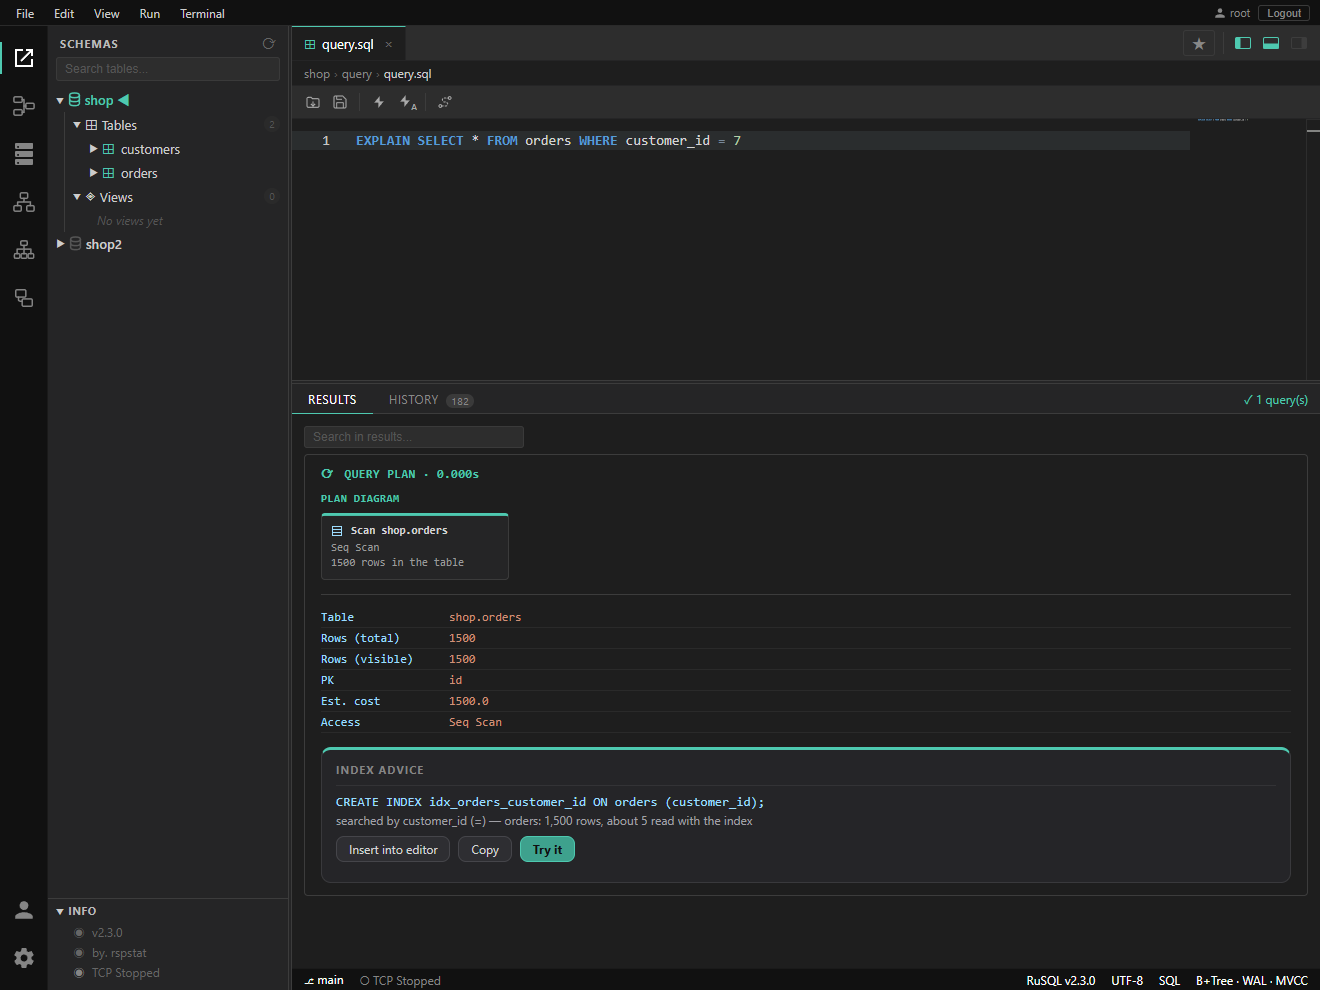 File Edit View Run Terminal
root Logout
SCHEMAS
Search tables...
shop
Tables 2
customers
orders
Views 0
No views yet
shop2
INFO
v2.3.0
by. rspstat
TCP Stopped
query.sql ×
shop › query › query.sql
1 EXPLAIN SELECT * FROM orders WHERE customer_id = 7
RESULTS HISTORY 182 ✓ 1 query(s)
Search in results...
QUERY PLAN · 0.000s
PLAN DIAGRAM
Scan shop.orders
Seq Scan
1500 rows in the table
Table shop.orders
Rows (total) 1500
Rows (visible) 1500
PK id
Est. cost 1500.0
Access Seq Scan
INDEX ADVICE
CREATE INDEX idx_orders_customer_id ON orders (customer_id);
searched by customer_id (=) — orders: 1,500 rows, about 5 read with the index
Insert into editor Copy Try it
main TCP Stopped RuSQL v2.3.0 UTF-8 SQL B+Tree · WAL · MVCC